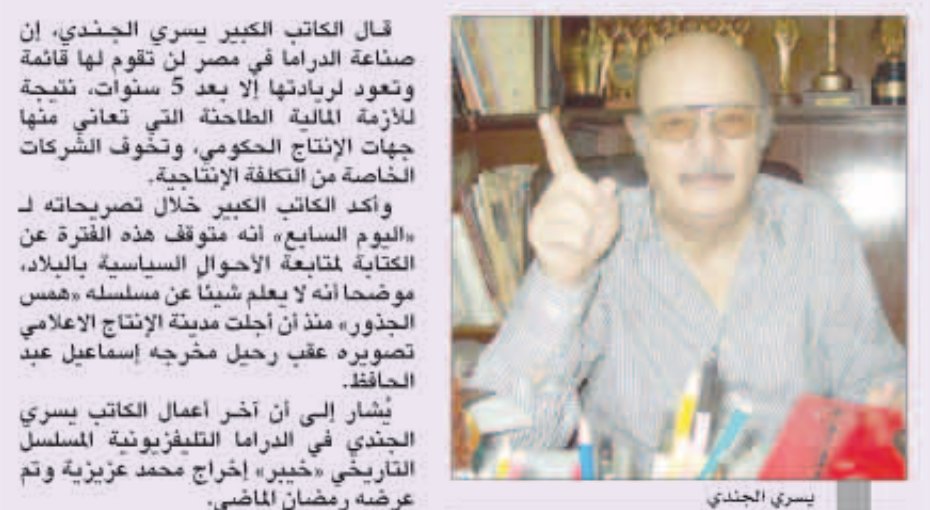 قال الكاتب الكبير يسري الجندي، إن
صناعة الدراما في مصر لن تقوم لها قائمة
وتعود لريادتها إلا بعد 5 سنوات، نتيجة
للأزمة المالية الطاحنة التي تعاني منها
جهات الإنتاج الحكومي، وتخوف الشركات
الخاصة من التكلفة الإنتاجية.
وأكد الكاتب الكبير خلال تصريحاته لـ
«اليوم السابع» أنه متوقف هذه الفترة عن
الكتابة لمتابعة الأحوال السياسية بالبلاد،
موضحا أنه لا يعلم شيئا عن مسلسله «همس
الجذور» منذ أن أجلت مدينة الإنتاج الاعلامي
تصويره عقب رحيل مخرجه إسماعيل عبد
الحافظ.
يُشار إلى أن آخر أعمال الكاتب يسري
الجندي في الدراما التليفزيونية المسلسل
التاريخي «خيبر» إخراج محمد عزيزية وتم
عرضه رمضان الماضي.
يسري الجندي